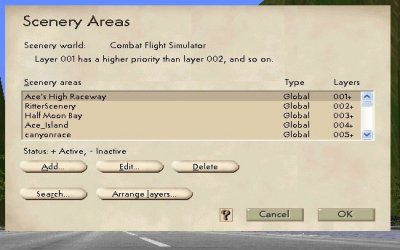 Scenery Areas
Scenery world: Combat Flight Simulator
Layer 001 has a higher priority than layer 002, and so on.
Scenery areas Type Layers
Ace's High Raceway Global 001+
RitterScenery Global 002+
Half Moon Bay Global 003+
Ace_Island Global 004+
canyonrace Global 005+
Status: + Active, - Inactive
Add... Edit... Delete
Search... Arrange layers...
? Cancel OK